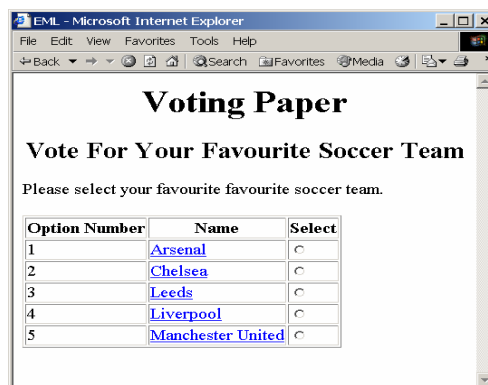 EML - Microsoft Internet Explorer
File Edit View Favorites Tools Help
Back Search Favorites Media
Voting Paper
Vote For Your Favourite Soccer Team
Please select your favourite favourite soccer team.
Option Number Name Select
1 Arsenal
2 Chelsea
3 Leeds
4 Liverpool
5 Manchester United